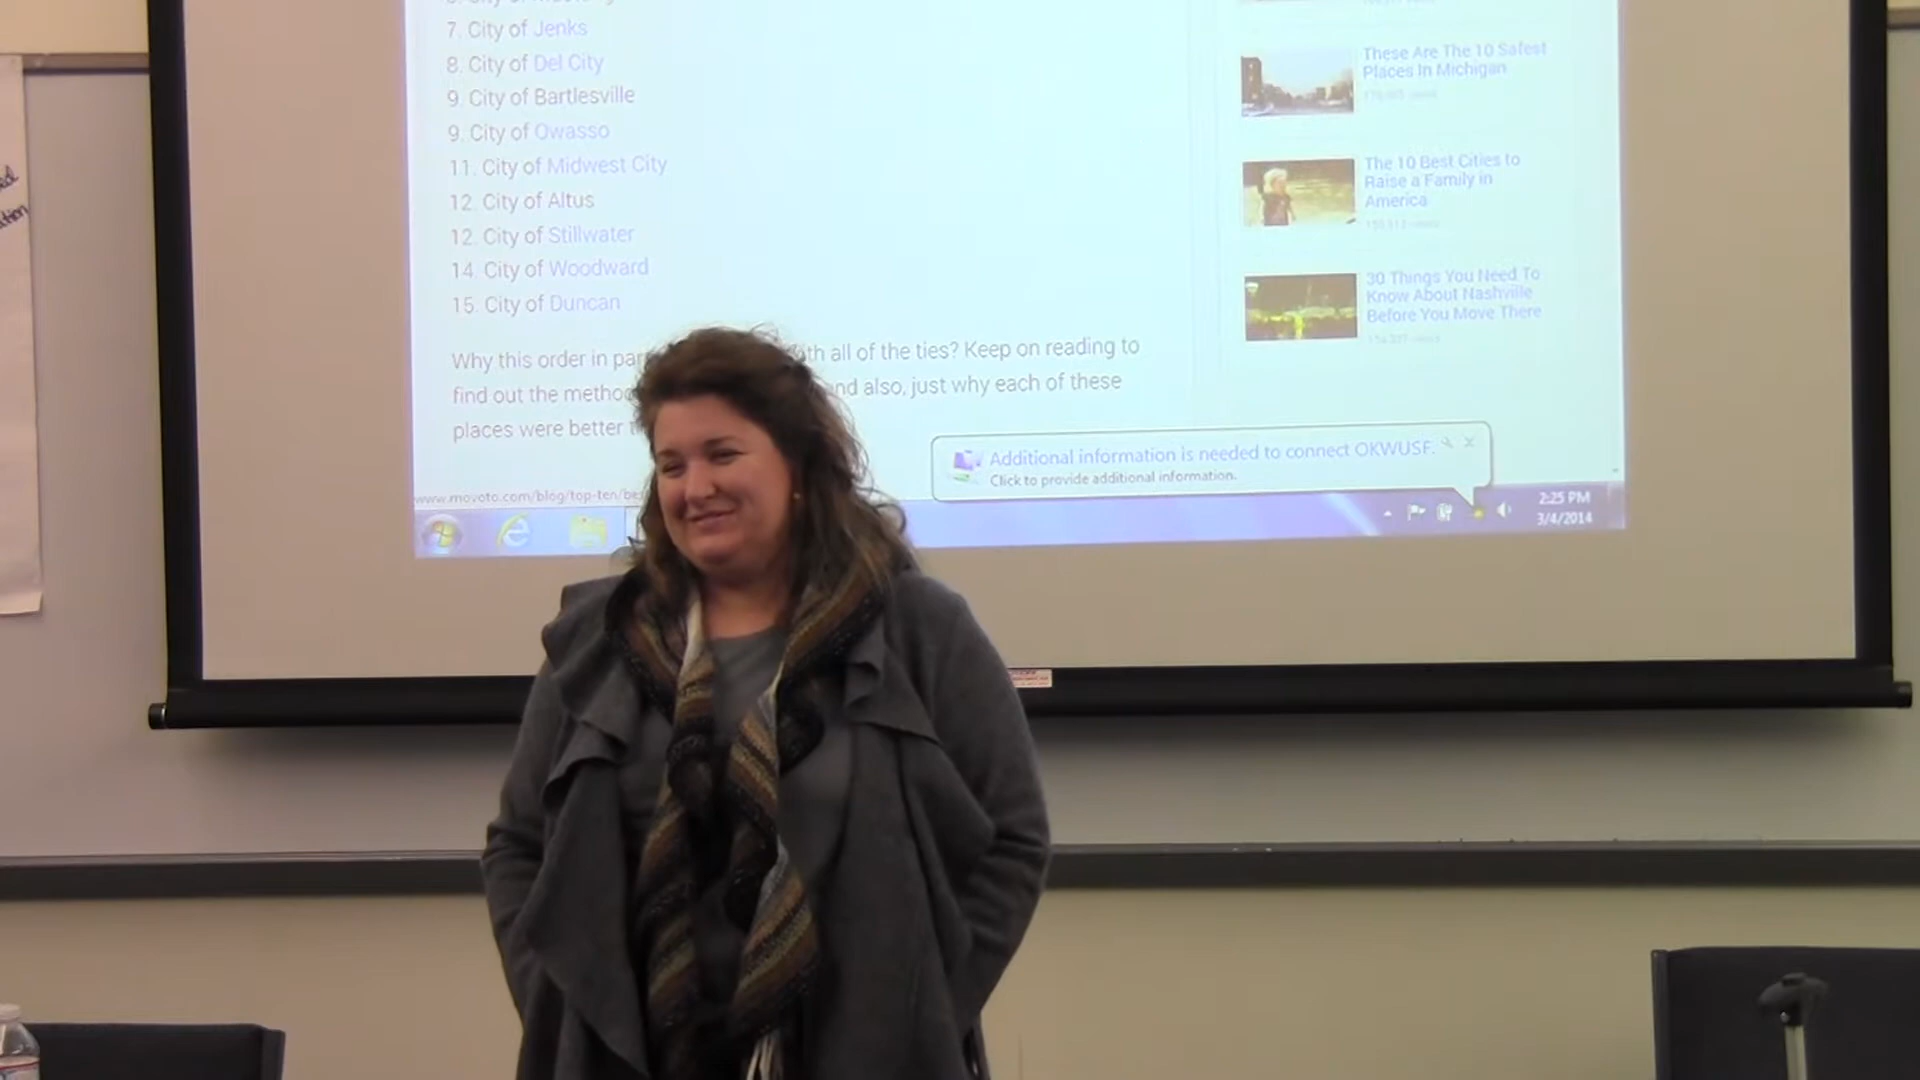 7. City of Jenks
8. City of Del City
9. City of Bartlesville
9. City of Owasso
11. City of Midwest City
12. City of Altus
12. City of Stillwater
14. City of Woodward
15. City of Duncan
Why this order in all of the ties? Keep on reading to
find out the and also, just why each of these
places were better
www.movoto.com/blog/top-ten/be
These Are The 10 Safest
Places In Michigan
The 10 Best Cities to
Raise a Family in
America
30 Things You Need To
Know About Nashville
Before You Move There
Additional information is needed to connect OKWUSF.
Click to provide additional information.
2:25 PM
3/4/2014